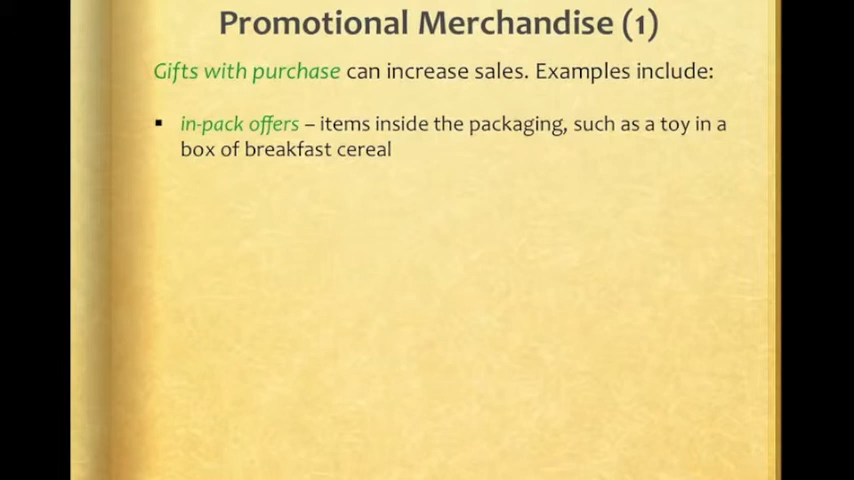 Promotional Merchandise (1)
Gifts with purchase can increase sales. Examples include:
▪ in-pack offers – items inside the packaging, such as a toy in a
box of breakfast cereal